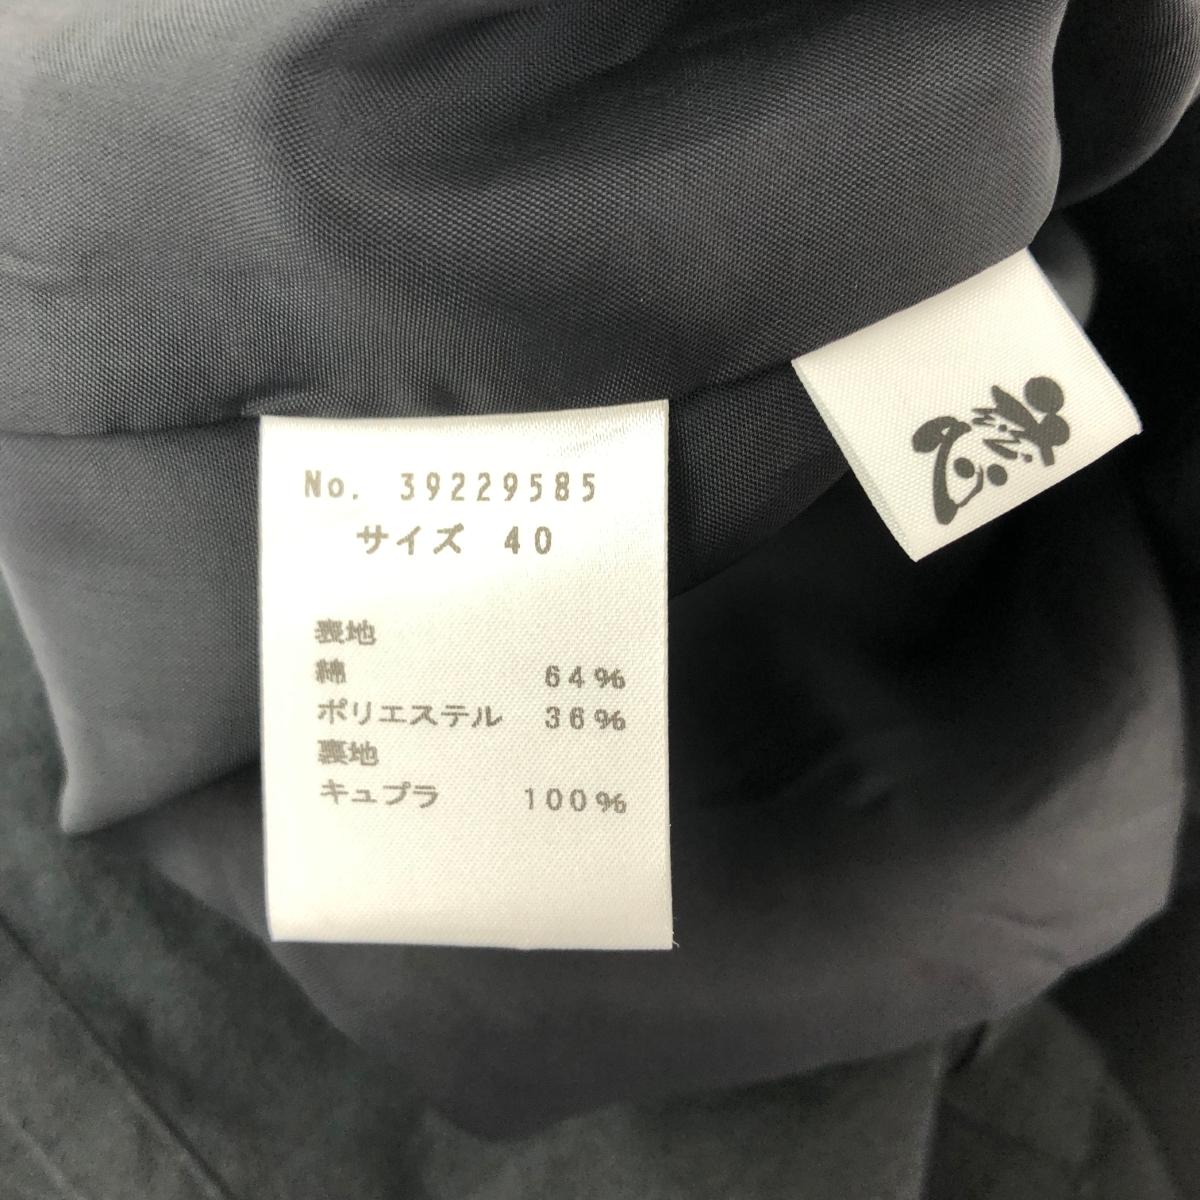 No. 39229585
サイズ 40
表地
綿 64%
ポリエステル 36%
裏地
キュプラ 100%